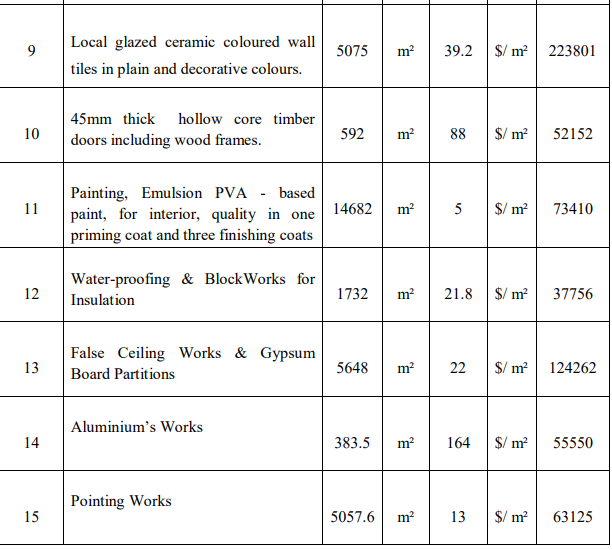 9 Local glazed ceramic coloured wall tiles in plain and decorative colours. 5075 m² 39.2 $/ m² 223801
10 45mm thick hollow core timber doors including wood frames. 592 m² 88 $/ m² 52152
11 Painting, Emulsion PVA - based paint, for interior, quality in one priming coat and three finishing coats 14682 m² 5 $/ m² 73410
12 Water-proofing & BlockWorks for Insulation 1732 m² 21.8 $/ m² 37756
13 False Ceiling Works & Gypsum Board Partitions 5648 m² 22 $/ m² 124262
14 Aluminium’s Works 383.5 m² 164 $/ m² 55550
15 Pointing Works 5057.6 m² 13 $/ m² 63125